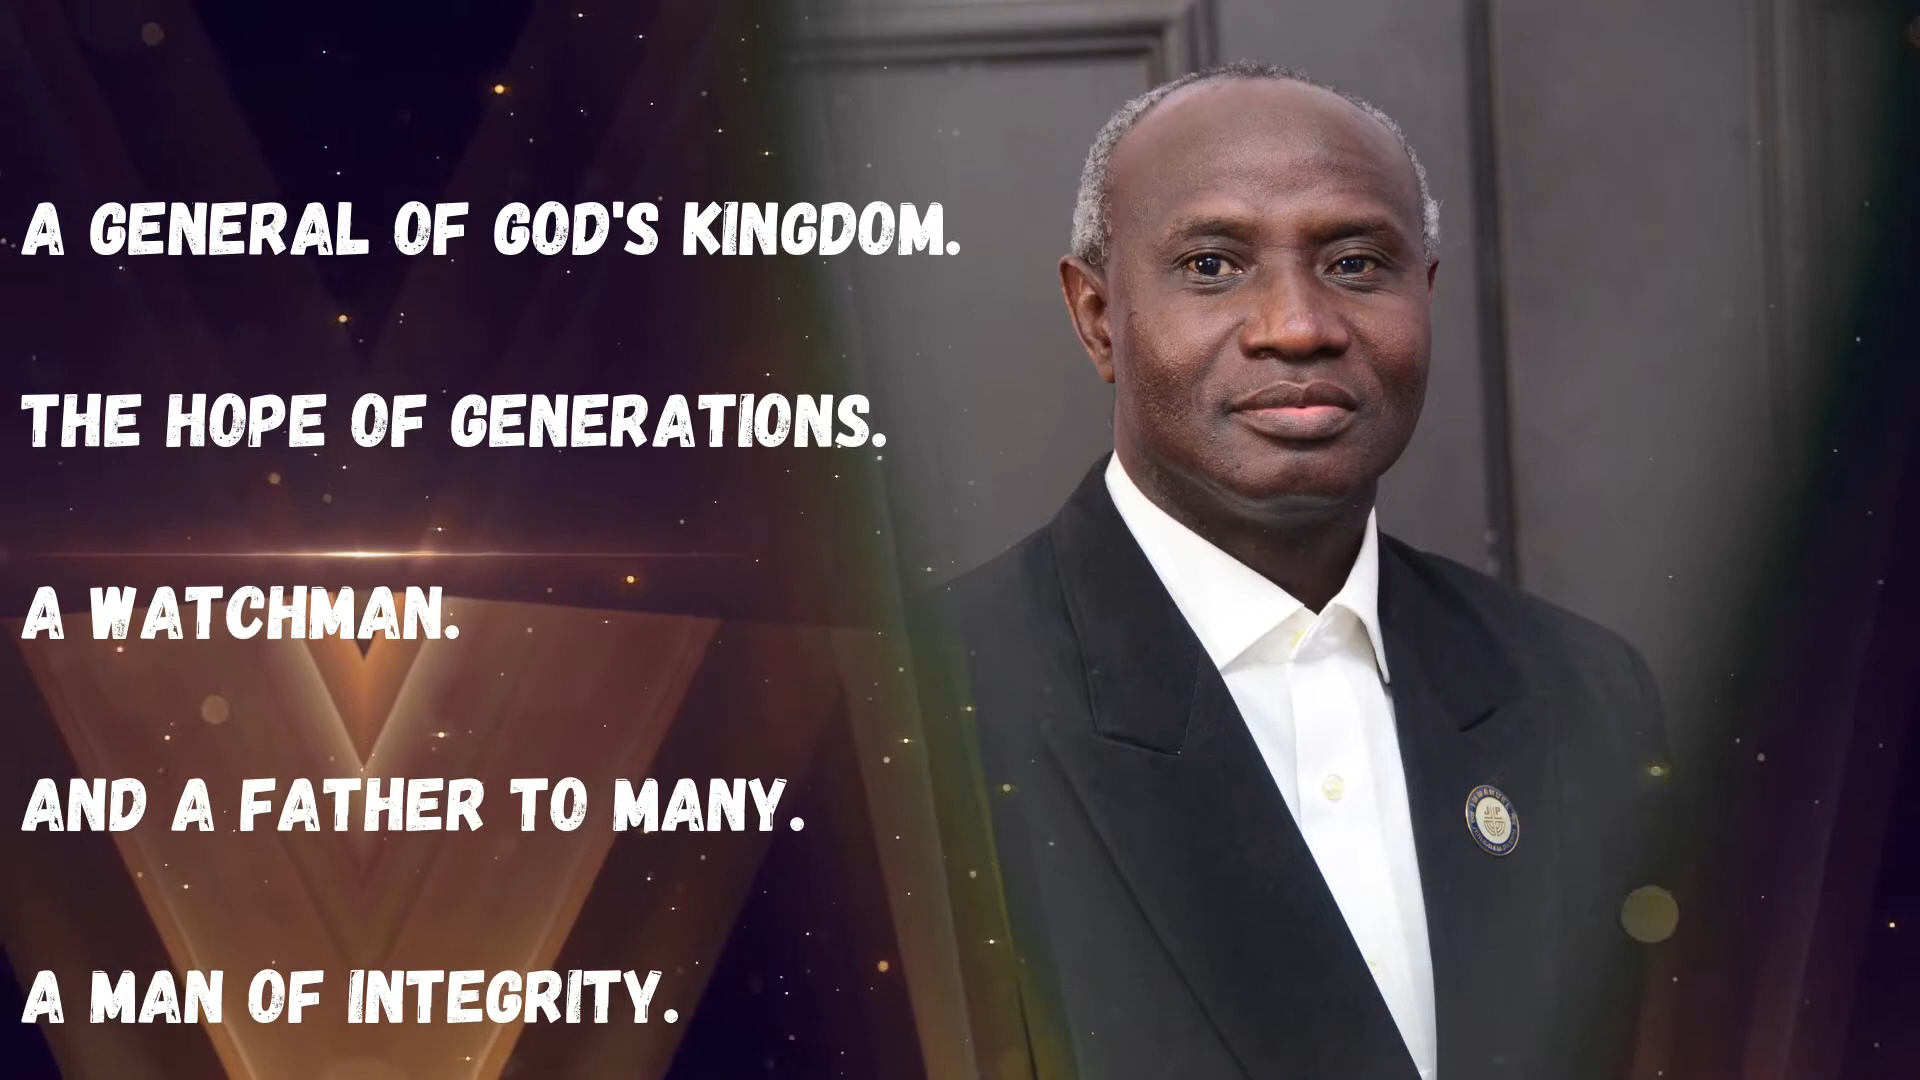 A GENERAL OF GOD'S KINGDOM.
THE HOPE OF GENERATIONS.
A WATCHMAN.
AND A FATHER TO MANY.
A MAN OF INTEGRITY.